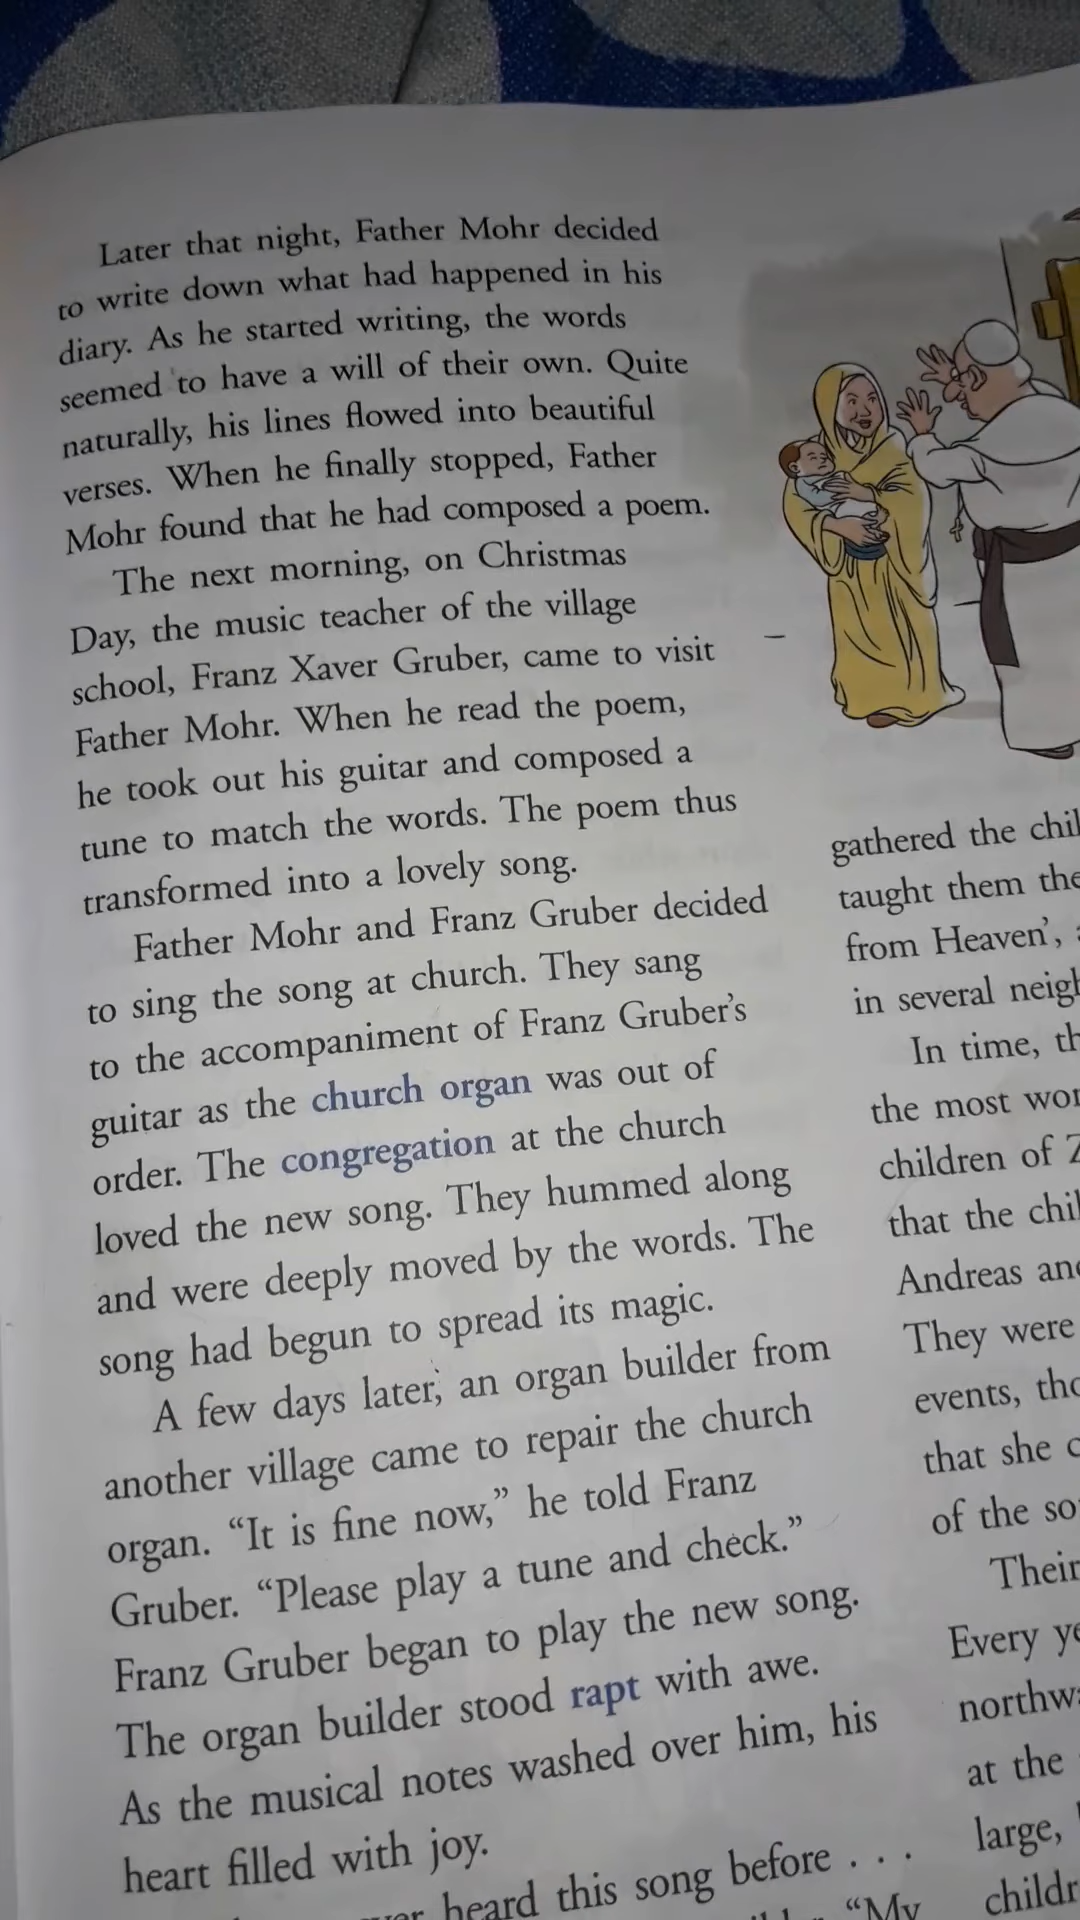 Later that night, Father Mohr decided
to write down what had happened in his
diary. As he started writing, the words
seemed to have a will of their own. Quite
naturally, his lines flowed into beautiful
verses. When he finally stopped, Father
Mohr found that he had composed a poem.
The next morning, on Christmas
Day, the music teacher of the village
school, Franz Xaver Gruber, came to visit
Father Mohr. When he read the poem,
he took out his guitar and composed a
tune to match the words. The poem thus
transformed into a lovely song.
Father Mohr and Franz Gruber decided
to sing the song at church. They sang
to the accompaniment of Franz Gruber's
guitar as the church organ was out of
order. The congregation at the church
loved the new song. They hummed along
and were deeply moved by the words. The
song had begun to spread its magic.
A few days later, an organ builder from
another village came to repair the church
organ. “It is fine now,” he told Franz
Gruber. “Please play a tune and check.”
Franz Gruber began to play the new song.
The organ builder stood rapt with awe.
As the musical notes washed over him, his
heart filled with joy.
heard this song before . . .
“My
gathered the
taught them
from Heaven’,
in several
In time,
the most
children of
that the
Andreas
They were
events,
that she
of the
Their
Every
at the
large,